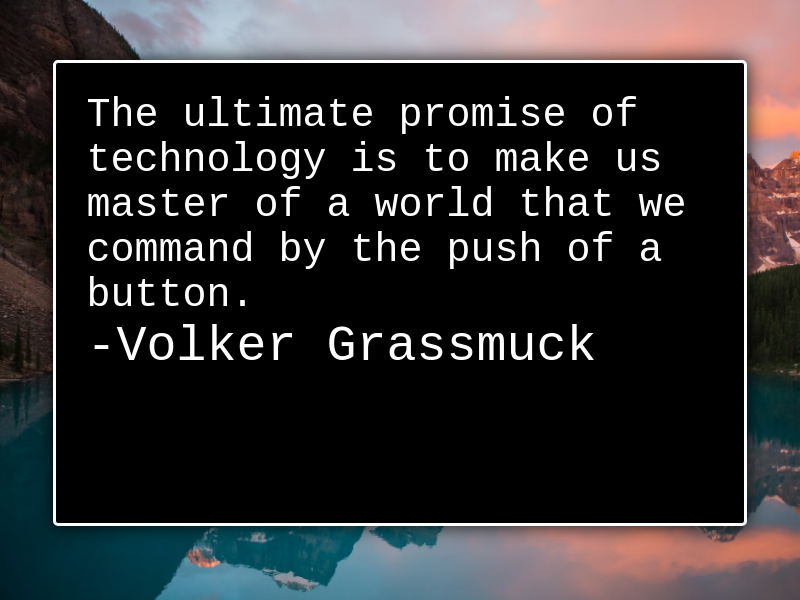 The ultimate promise of
technology is to make us
master of a world that we
command by the push of a
button.
-Volker Grassmuck